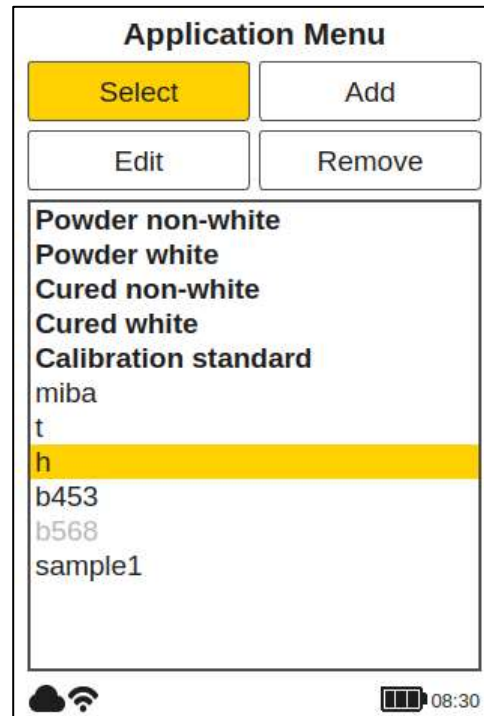 Application Menu
Select Add
Edit Remove
Powder non-white
Powder white
Cured non-white
Cured white
Calibration standard
miba
t
h
b453
b568
sample1
08:30